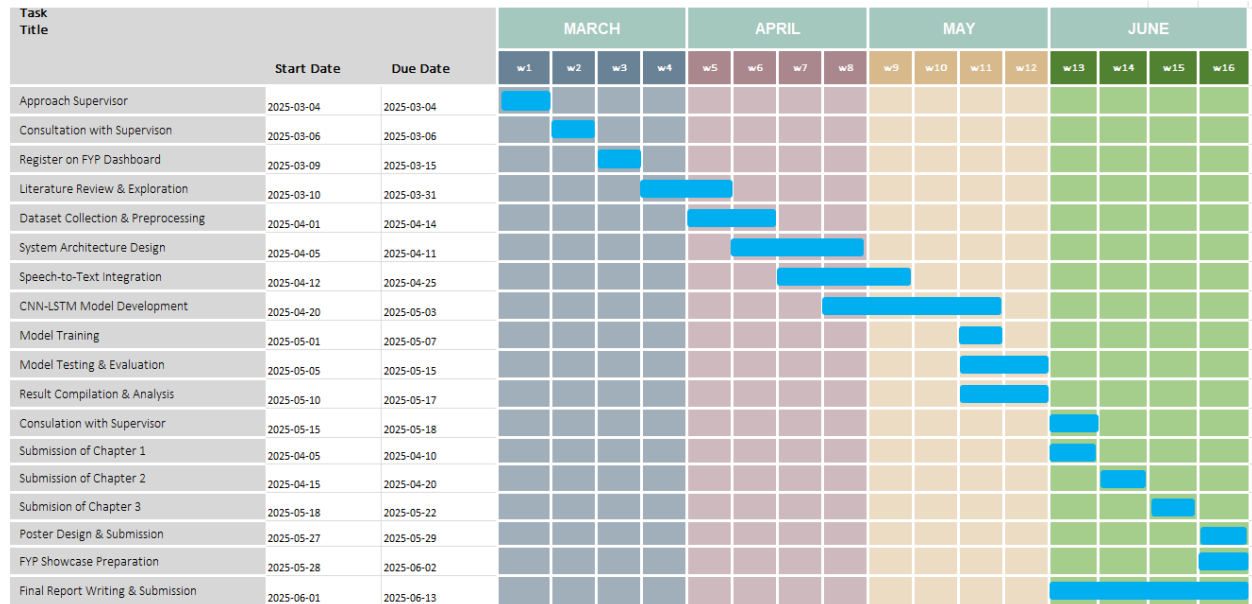 Task
Title
MARCH APRIL MAY JUNE
Start Date Due Date w1 w2 w3 w4 w5 w6 w7 w8 w9 w10 w11 w12 w13 w14 w15 w16
Approach Supervisor 2025-03-04 2025-03-04
Consultation with Supervison 2025-03-06 2025-03-06
Register on FYP Dashboard 2025-03-09 2025-03-15
Literature Review & Exploration 2025-03-10 2025-03-31
Dataset Collection & Preprocessing 2025-04-01 2025-04-14
System Architecture Design 2025-04-05 2025-04-11
Speech-to-Text Integration 2025-04-12 2025-04-25
CNN-LSTM Model Development 2025-04-20 2025-05-03
Model Training 2025-05-01 2025-05-07
Model Testing & Evaluation 2025-05-05 2025-05-15
Result Compilation & Analysis 2025-05-10 2025-05-17
Consulation with Supervisor 2025-05-15 2025-05-18
Submission of Chapter 1 2025-04-05 2025-04-10
Submission of Chapter 2 2025-04-15 2025-04-20
Submision of Chapter 3 2025-05-18 2025-05-22
Poster Design & Submission 2025-05-27 2025-05-29
FYP Showcase Preparation 2025-05-28 2025-06-02
Final Report Writing & Submission 2025-06-01 2025-06-13